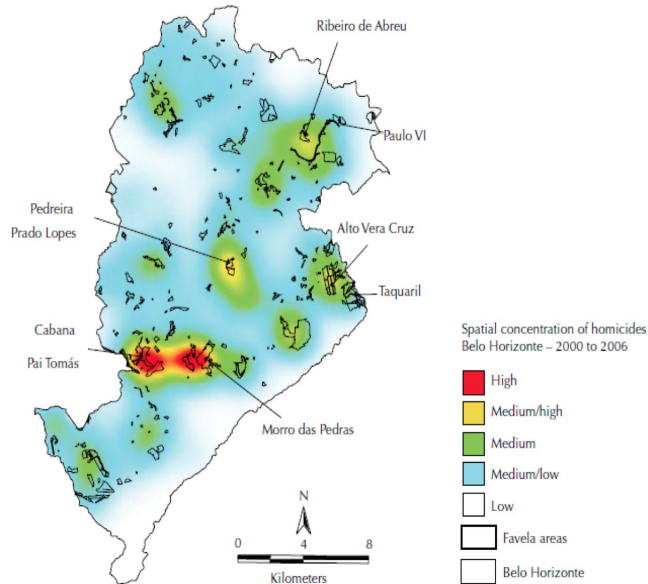 Ribeiro de Abreu
Paulo VI
Pedreira
Prado Lopes
Alto Vera Cruz
Taquaril
Cabana
Pai Tomás
Morro das Pedras
N
0 4 8
Kilometers
Spatial concentration of homicides
Belo Horizonte – 2000 to 2006
High
Medium/high
Medium
Medium/low
Low
Favela areas
Belo Horizonte